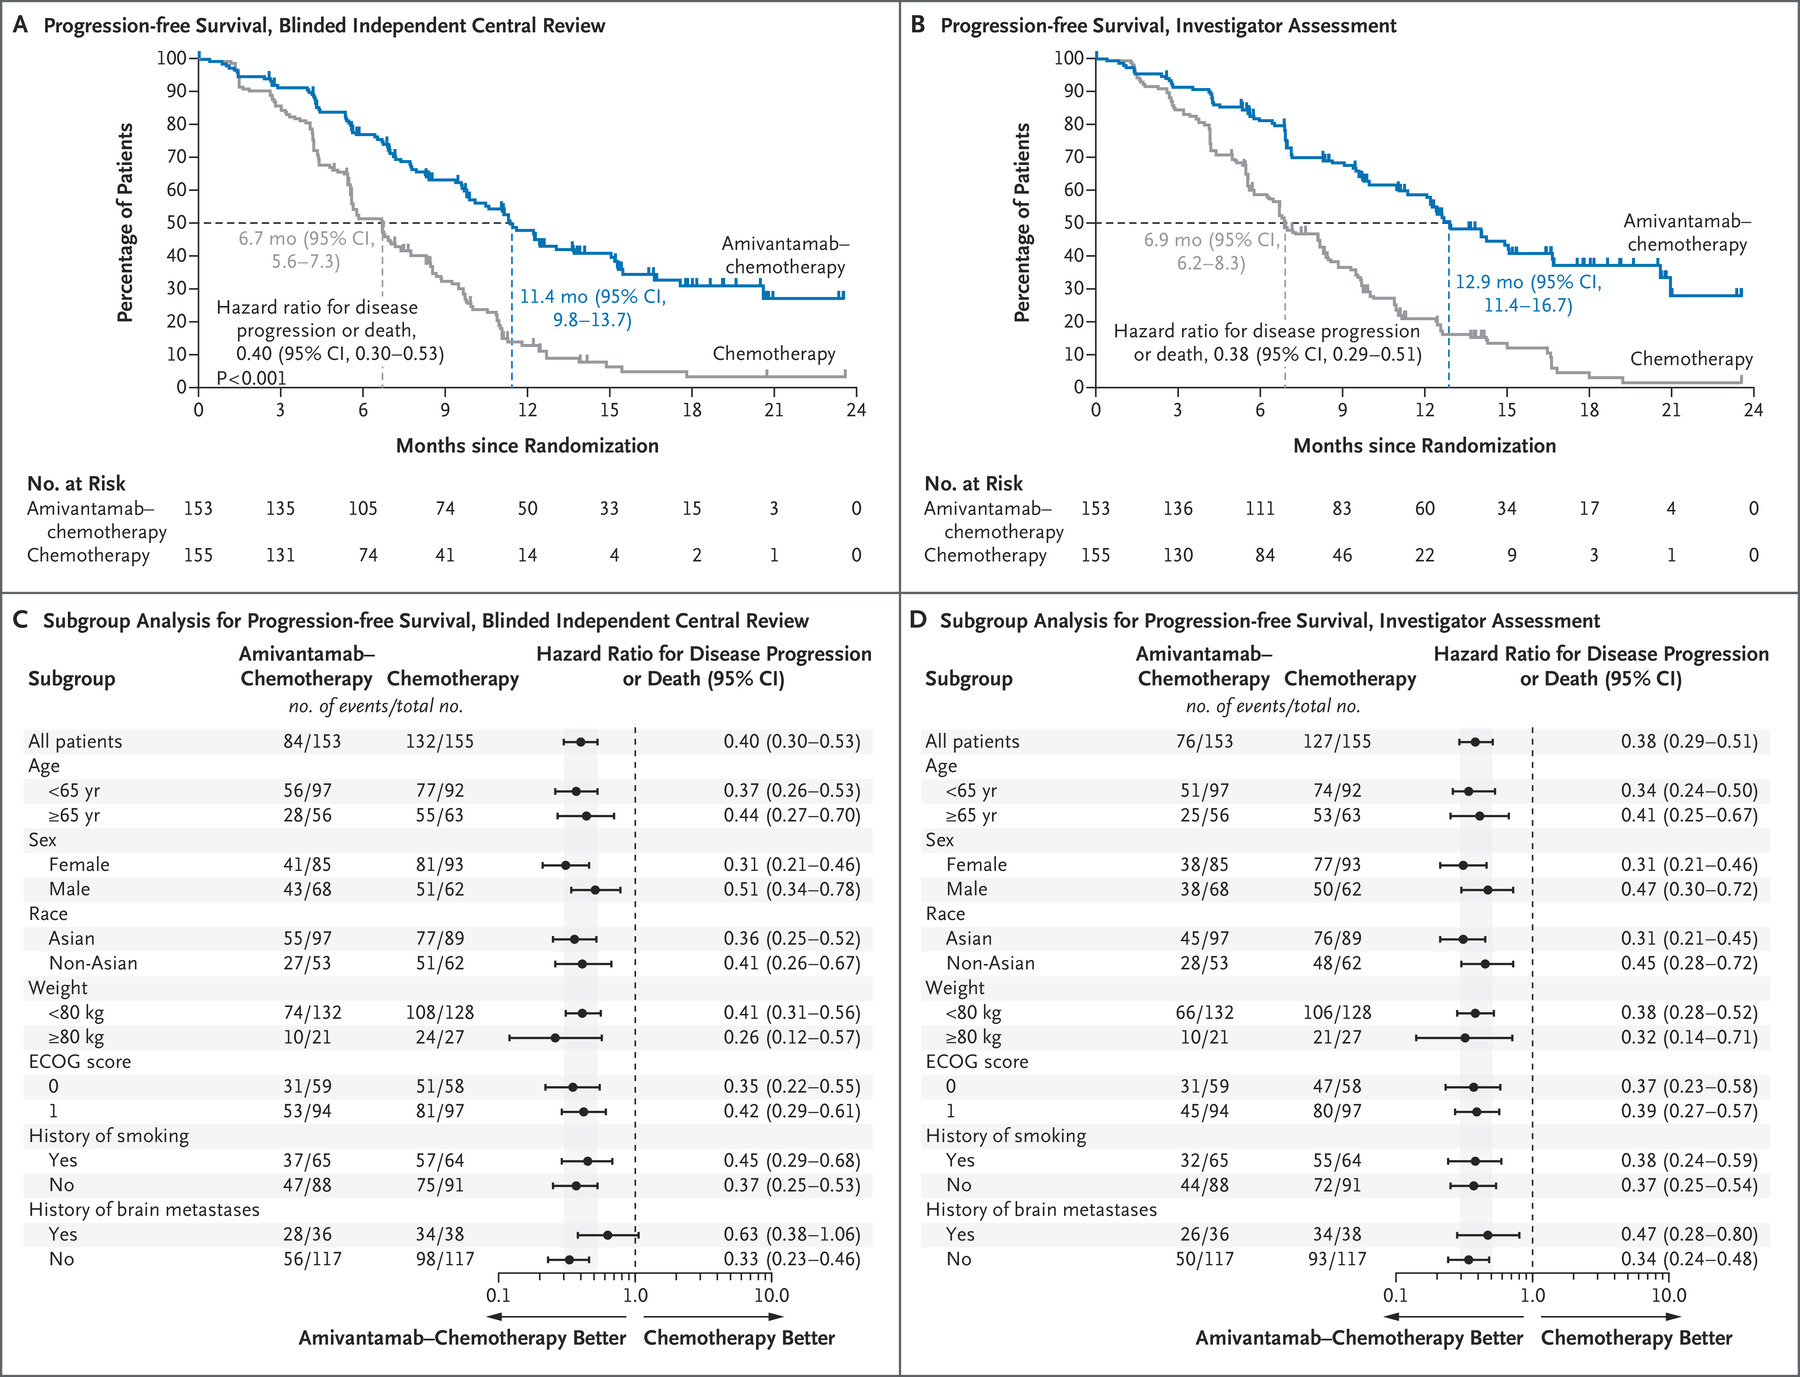 A Progression-free Survival, Blinded Independent Central Review
Percentage of Patients
100
90
80
70
60
50
40
30
20
10
0
6.7 mo (95% CI,
5.6–7.3)
Amivantamab–
chemotherapy
11.4 mo (95% CI,
9.8–13.7)
Hazard ratio for disease
progression or death,
0.40 (95% CI, 0.30–0.53)
P<0.001
Chemotherapy
0 3 6 9 12 15 18 21 24
Months since Randomization
No. at Risk
Amivantamab–
chemotherapy 153 135 105 74 50 33 15 3 0
Chemotherapy 155 131 74 41 14 4 2 1 0
B Progression-free Survival, Investigator Assessment
Percentage of Patients
100
90
80
70
60
50
40
30
20
10
0
6.9 mo (95% CI,
6.2–8.3)
Amivantamab–
chemotherapy
12.9 mo (95% CI,
11.4–16.7)
Hazard ratio for disease progression
or death, 0.38 (95% CI, 0.29–0.51)
Chemotherapy
0 3 6 9 12 15 18 21 24
Months since Randomization
No. at Risk
Amivantamab–
chemotherapy 153 136 111 83 60 34 17 4 0
Chemotherapy 155 130 84 46 22 9 3 1 0
C Subgroup Analysis for Progression-free Survival, Blinded Independent Central Review
Subgroup Amivantamab–Chemotherapy Chemotherapy Hazard Ratio for Disease Progression
or Death (95% CI)
no. of events/total no.
All patients 84/153 132/155 0.40 (0.30–0.53)
Age
<65 yr 56/97 77/92 0.37 (0.26–0.53)
≥65 yr 28/56 55/63 0.44 (0.27–0.70)
Sex
Female 41/85 81/93 0.31 (0.21–0.46)
Male 43/68 51/62 0.51 (0.34–0.78)
Race
Asian 55/97 77/89 0.36 (0.25–0.52)
Non-Asian 27/53 51/62 0.41 (0.26–0.67)
Weight
<80 kg 74/132 108/128 0.41 (0.31–0.56)
≥80 kg 10/21 24/27 0.26 (0.12–0.57)
ECOG score
0 31/59 51/58 0.35 (0.22–0.55)
1 53/94 81/97 0.42 (0.29–0.61)
History of smoking
Yes 37/65 57/64 0.45 (0.29–0.68)
No 47/88 75/91 0.37 (0.25–0.53)
History of brain metastases
Yes 28/36 34/38 0.63 (0.38–1.06)
No 56/117 98/117 0.33 (0.23–0.46)
0.1 1.0 10.0
Amivantamab–Chemotherapy Better Chemotherapy Better
D Subgroup Analysis for Progression-free Survival, Investigator Assessment
Subgroup Amivantamab–Chemotherapy Chemotherapy Hazard Ratio for Disease Progression
or Death (95% CI)
no. of events/total no.
All patients 76/153 127/155 0.38 (0.29–0.51)
Age
<65 yr 51/97 74/92 0.34 (0.24–0.50)
≥65 yr 25/56 53/63 0.41 (0.25–0.67)
Sex
Female 38/85 77/93 0.31 (0.21–0.46)
Male 38/68 50/62 0.47 (0.30–0.72)
Race
Asian 45/97 76/89 0.31 (0.21–0.45)
Non-Asian 28/53 48/62 0.45 (0.28–0.72)
Weight
<80 kg 66/132 106/128 0.38 (0.28–0.52)
≥80 kg 10/21 21/27 0.32 (0.14–0.71)
ECOG score
0 31/59 47/58 0.37 (0.23–0.58)
1 45/94 80/97 0.39 (0.27–0.57)
History of smoking
Yes 32/65 55/64 0.38 (0.24–0.59)
No 44/88 72/91 0.37 (0.25–0.54)
History of brain metastases
Yes 26/36 34/38 0.47 (0.28–0.80)
No 50/117 93/117 0.34 (0.24–0.48)
0.1 1.0 10.0
Amivantamab–Chemotherapy Better Chemotherapy Better